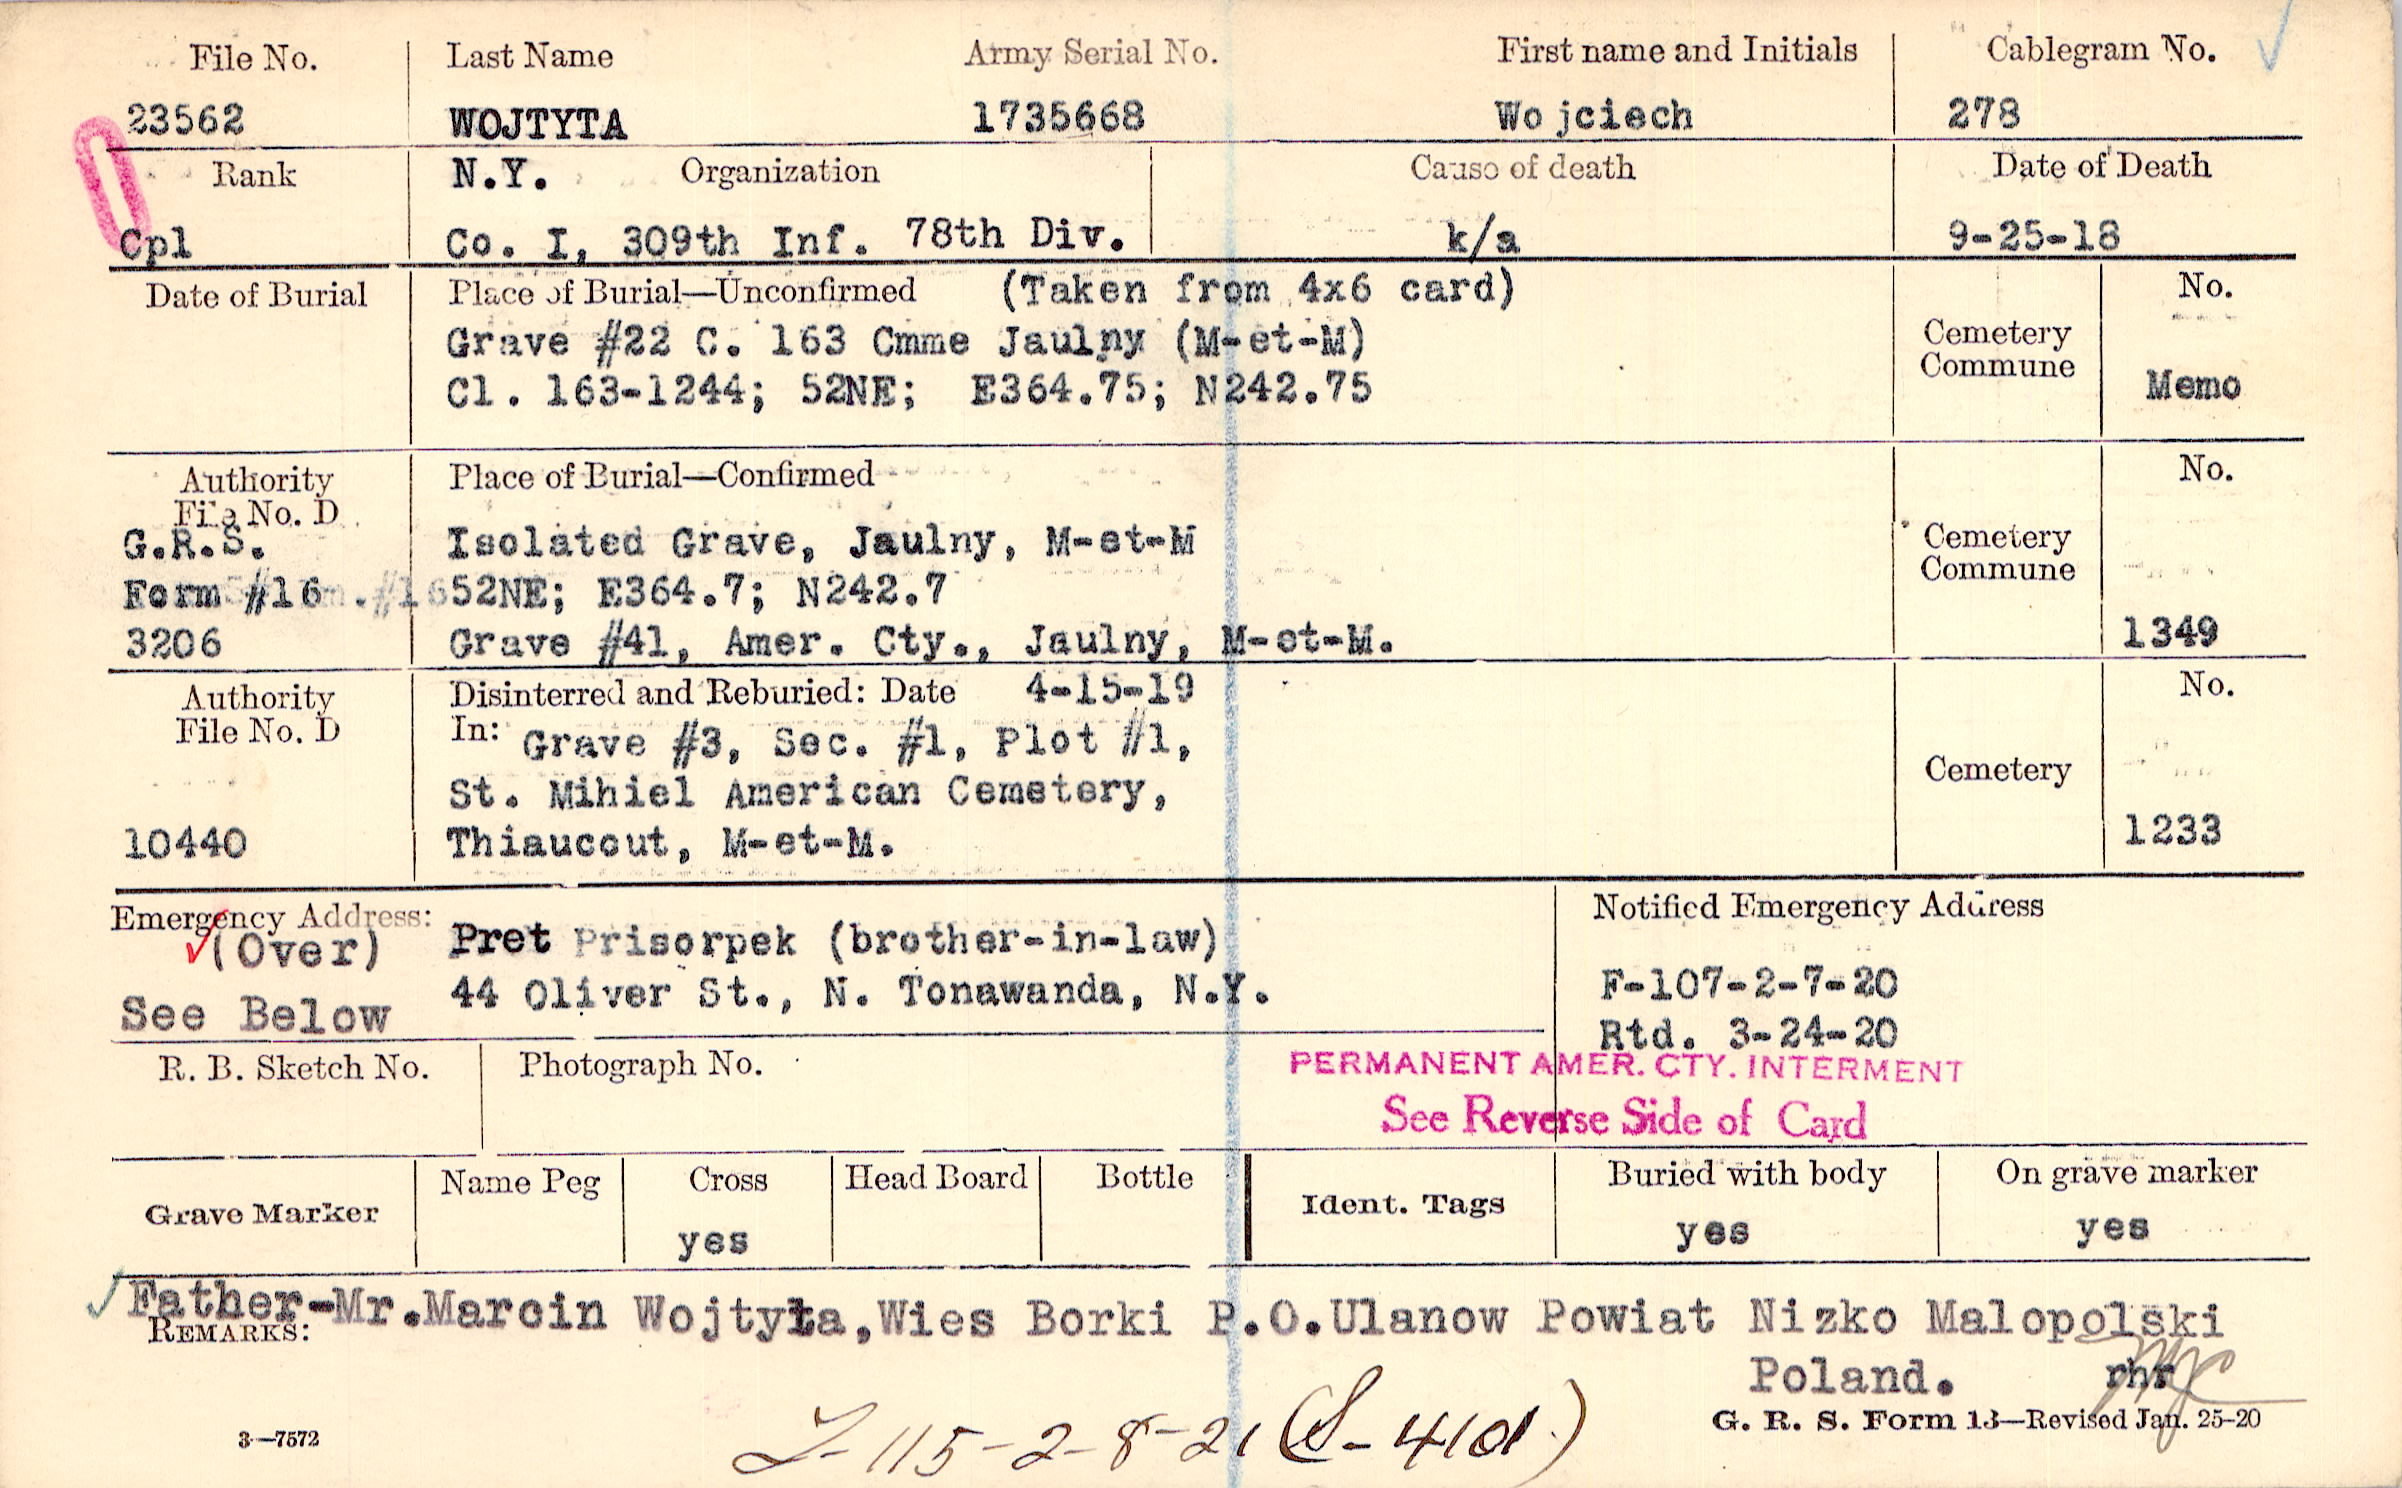 File No. Last Name Army Serial No. First name and Initials Cablegram No.
23562 WOJTYTA 1735668 Wojciech 278
Rank N.Y. Organization Cause of death Date of Death
Cpl Co. I, 309th Inf. 78th Div. k/a 9-25-18
Date of Burial Place of Burial—Unconfirmed (Taken from 4x6 card) No.
Grave #22 C. 163 Cmme Jaulny (M-et-M) Cemetery
Cl. 163-1244; 52NE; E364.75; N242.75 Commune Memo
Authority Place of Burial—Confirmed No.
File No. D
G.R.S. Isolated Grave, Jaulny, M-et-M Cemetery
Form #16 52NE; E364.7; N242.7 Commune
3206 Grave #41, Amer. Cty., Jaulny, M-et-M. 1349
Authority Disinterred and Reburied: Date 4-15-19 No.
File No. D In: Grave #3, Sec. #1, Plot #1,
St. Mihiel American Cemetery, Cemetery
10440 Thiaucout, M-et-M. 1233
Emergency Address: Notified Emergency Address
(Over) Pret Prisorpek (brother-in-law)
See Below 44 Oliver St., N. Tonawanda, N.Y. F-107-2-7-20
Rtd. 3-24-20
R. B. Sketch No. Photograph No. PERMANENT AMER. CTY. INTERMENT
See Reverse Side of Card
Grave Marker Name Peg Cross Head Board Bottle Ident. Tags Buried with body On grave marker
yes yes yes
Father-Mr.Marcin Wojtyła,Wies Borki P.O.Ulanow Powiat Nizko Malopolski
REMARKS:
Poland. rhr
3—7572 G. R. S. Form 13—Revised Jan. 25-20
115-2-8-21